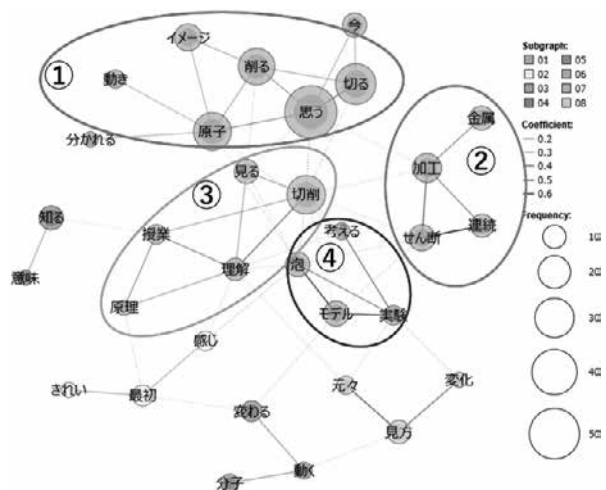 今
イメージ
①
削る
動き
切る
思う
原子
分かれる
金属
②
加工
見る
③
切削
知る
授業
考える
せん断
連続
④
意味
理解
泡
原理
モデル
実験
感じ
きれい
最初
元々
変化
変わる
見方
分子
動く
Subgraph:
01 05
02 06
03 07
04 08
Coefficient:
0.2
0.3
0.4
0.5
0.6
Frequency: